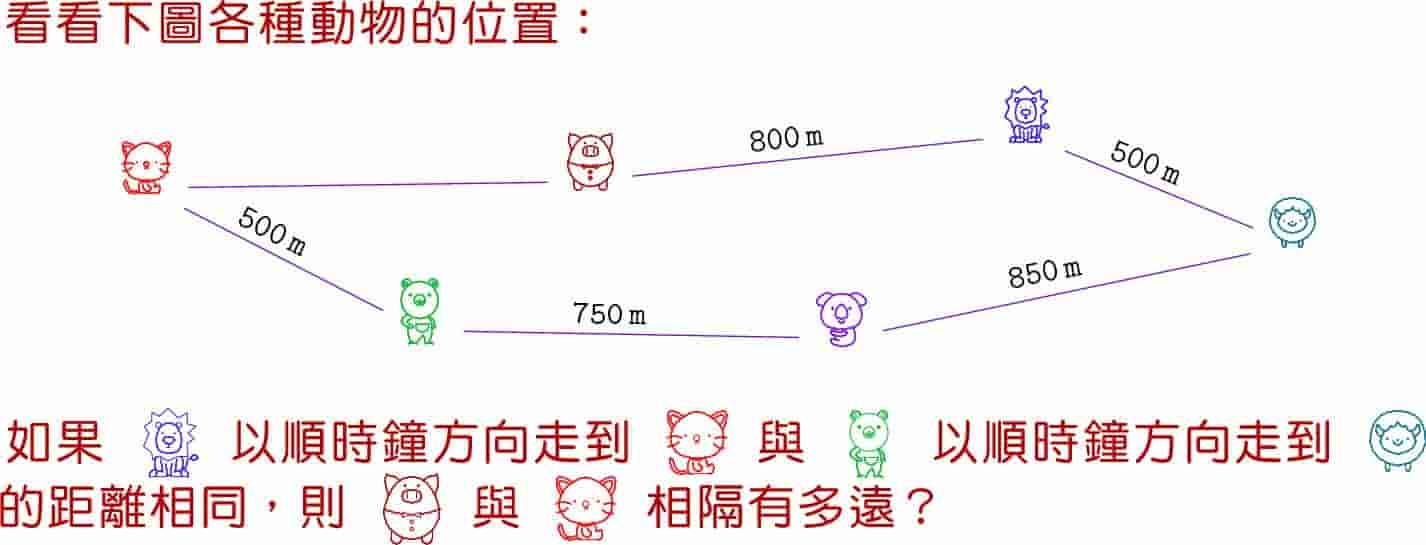 看看下圖各種動物的位置：
800 m
500 m
500 m
850 m
750 m
如果 以順時鐘方向走到 與 以順時鐘方向走到
的距離相同，則 與 相隔有多遠？